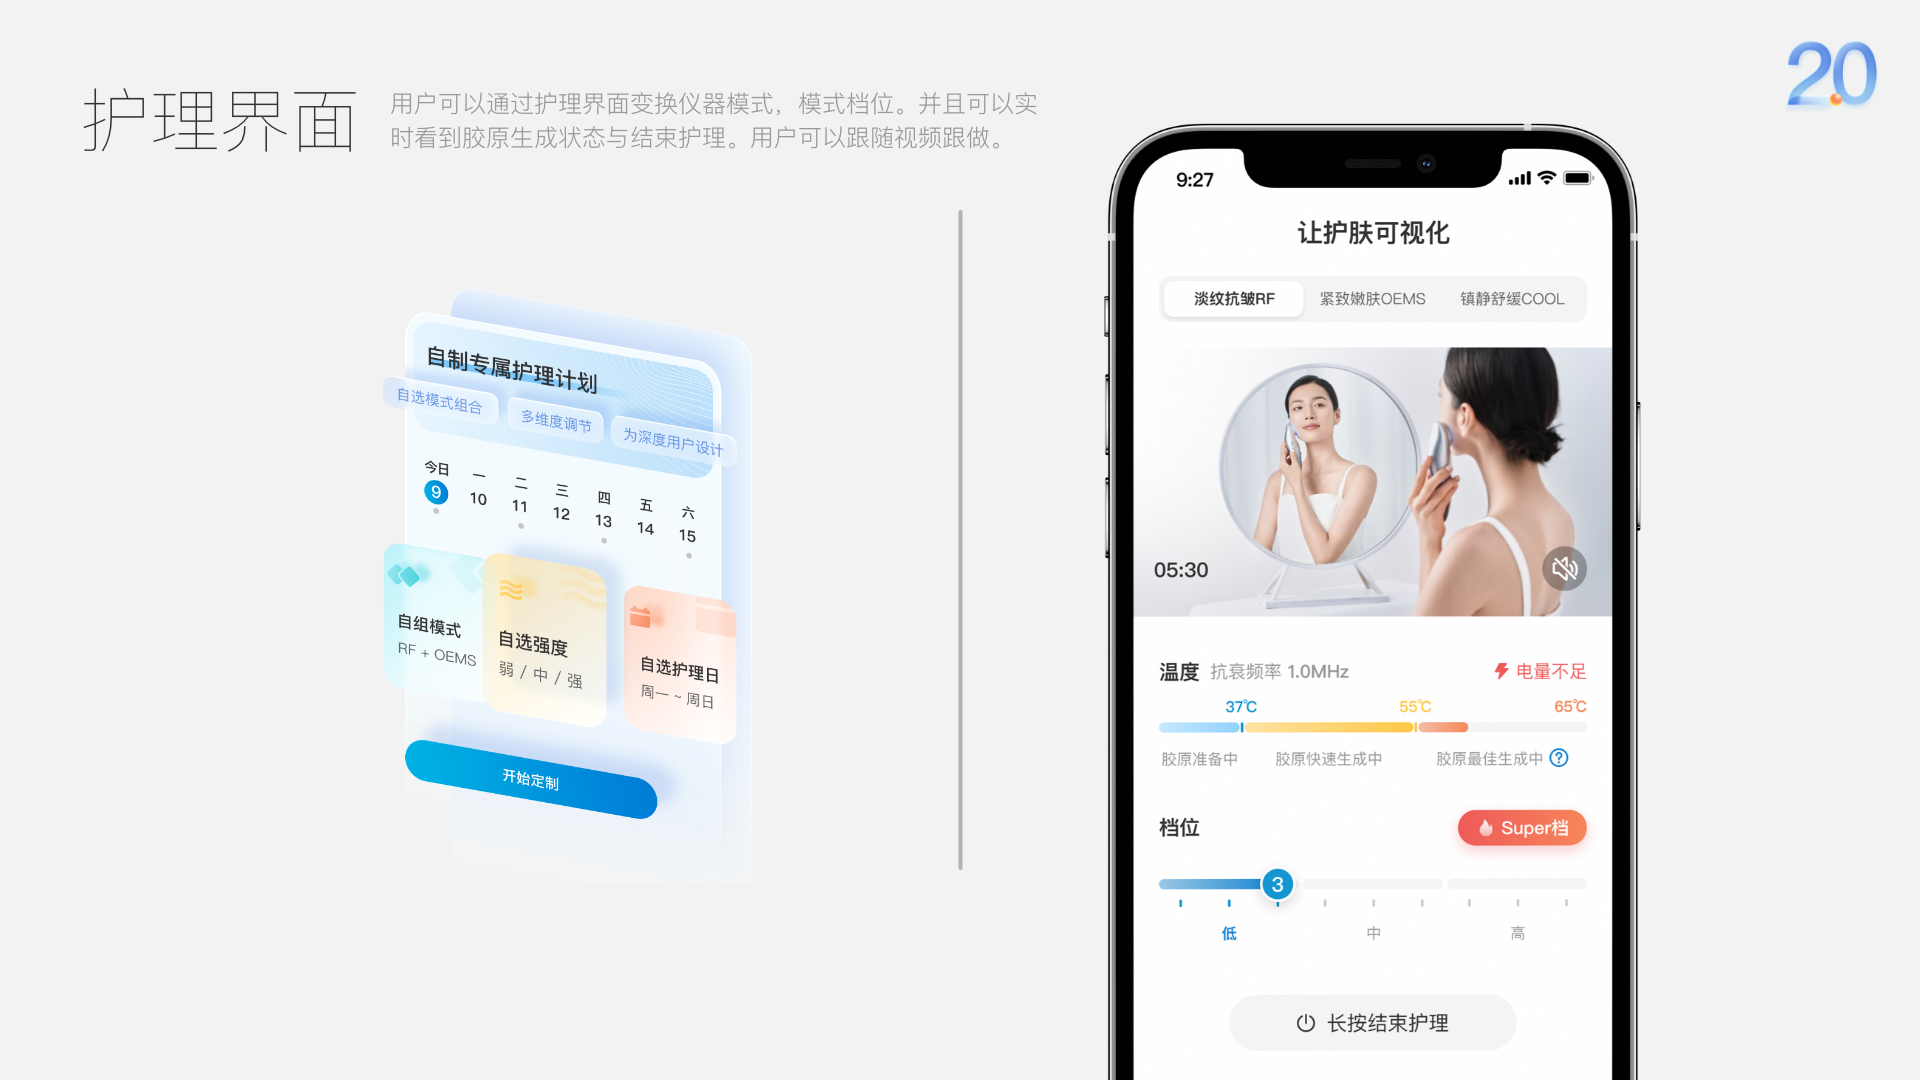 护理界面
用户可以通过护理界面变换仪器模式，模式档位。并且可以实
时看到胶原生成状态与结束护理。用户可以跟随视频跟做。
2.0
自制专属护理计划
自选模式组合
多维度调节
为深度用户设计
今日 一 二 三 四 五 六
9 10 11 12 13 14 15
自组模式
RF + OEMS
自选强度
弱 / 中 / 强
自选护理日
周一 ~ 周日
开始定制
9:27
让护肤可视化
淡纹抗皱RF 紧致嫩肤OEMS 镇静舒缓COOL
05:30
温度 抗衰频率 1.0MHz 电量不足
37℃ 55℃ 65℃
胶原准备中 胶原快速生成中 胶原最佳生成中 ?
档位 Super档
3
低 中 高
长按结束护理